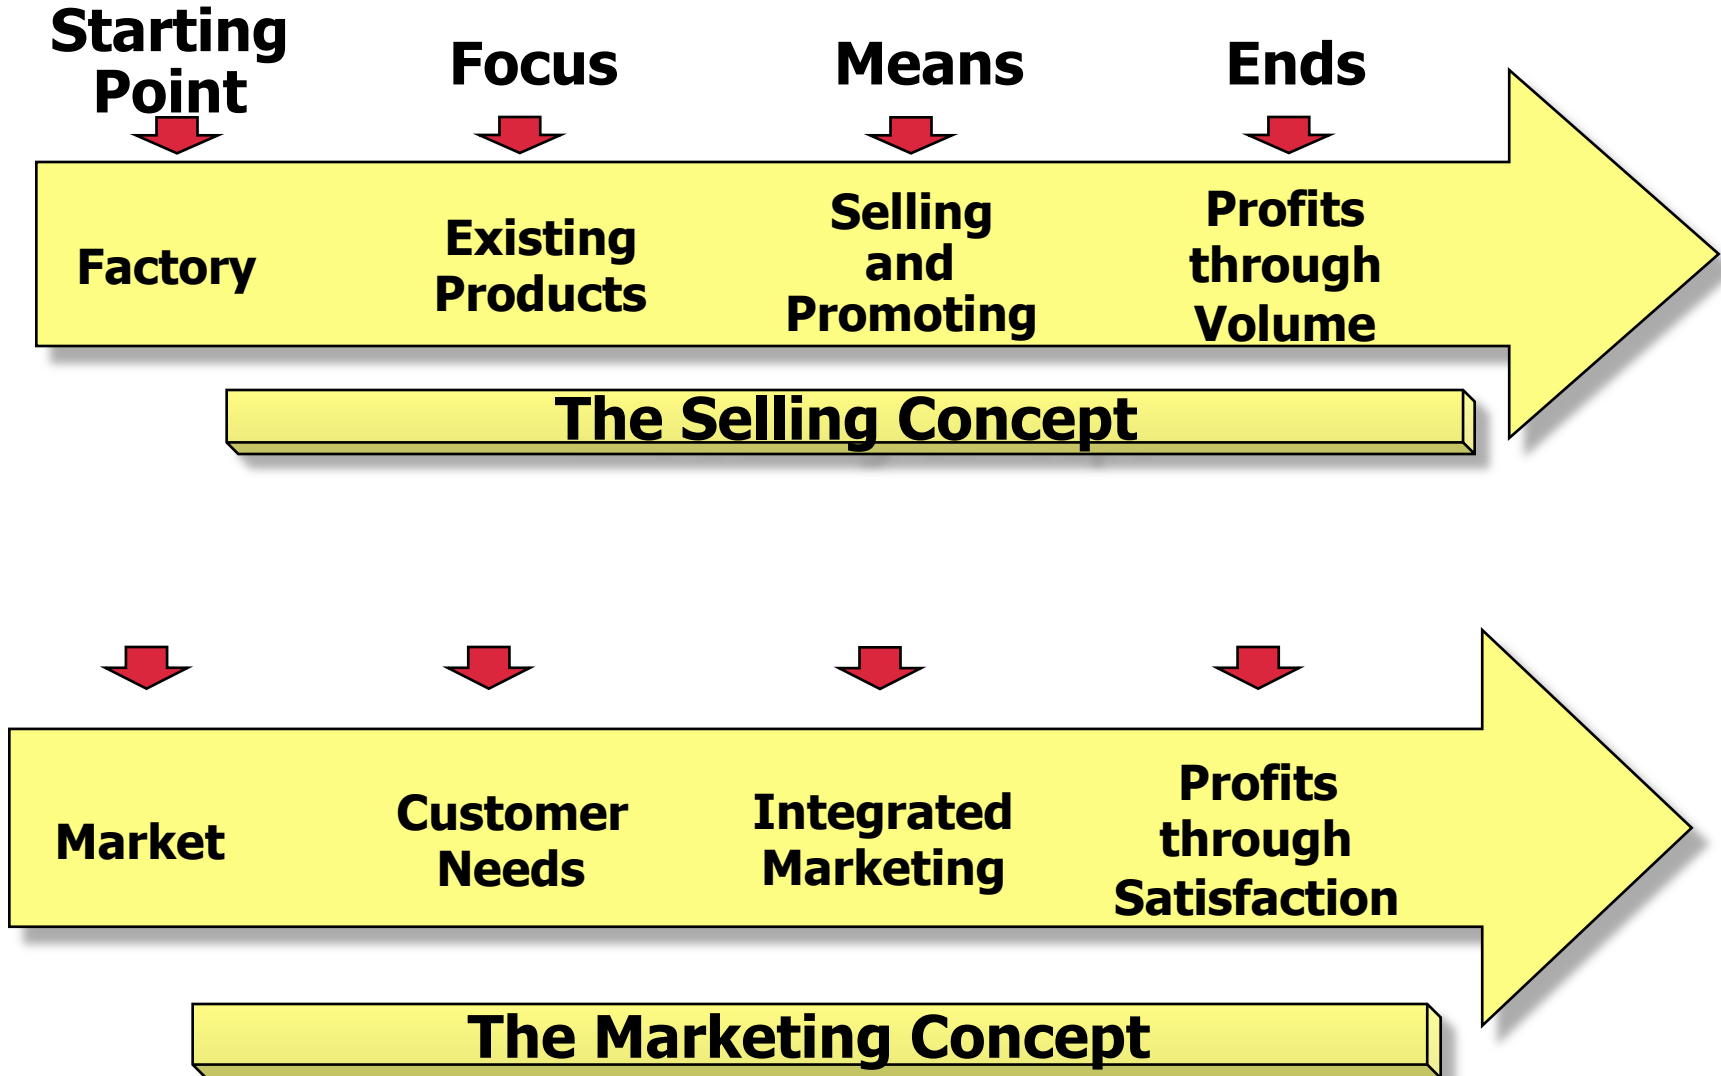 Starting
Point
Focus
Means
Ends
Factory
Existing
Products
Selling
and
Promoting
Profits
through
Volume
The Selling Concept
Market
Customer
Needs
Integrated
Marketing
Profits
through
Satisfaction
The Marketing Concept